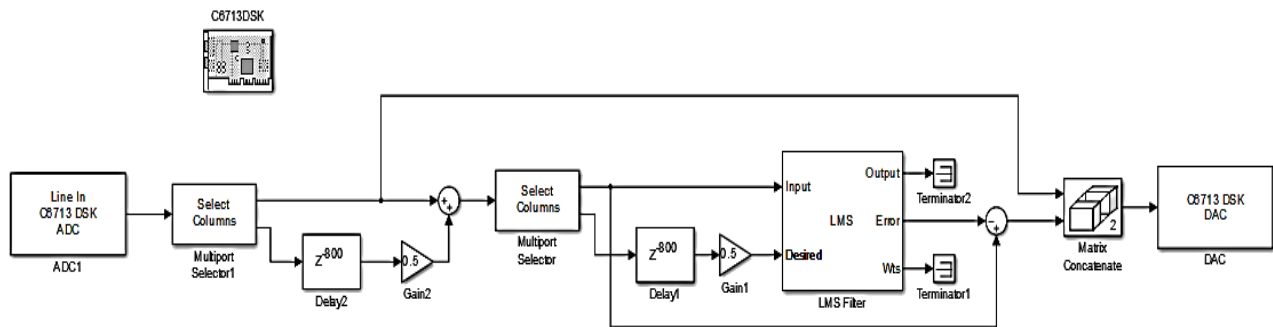 C6713DSK
Line In
C6713 DSK
ADC
ADC1
Select
Columns
Multiport
Selector1
Z-800
Delay2
0.5
Gain2
+
+
Select
Columns
Multiport
Selector
Z-800
Delay1
0.5
Gain1
Input
Desired
LMS
Output
Error
Wts
LMS Filter
Terminator2
Terminator1
-
+
2
Matrix
Concatenate
C6713 DSK
DAC
DAC